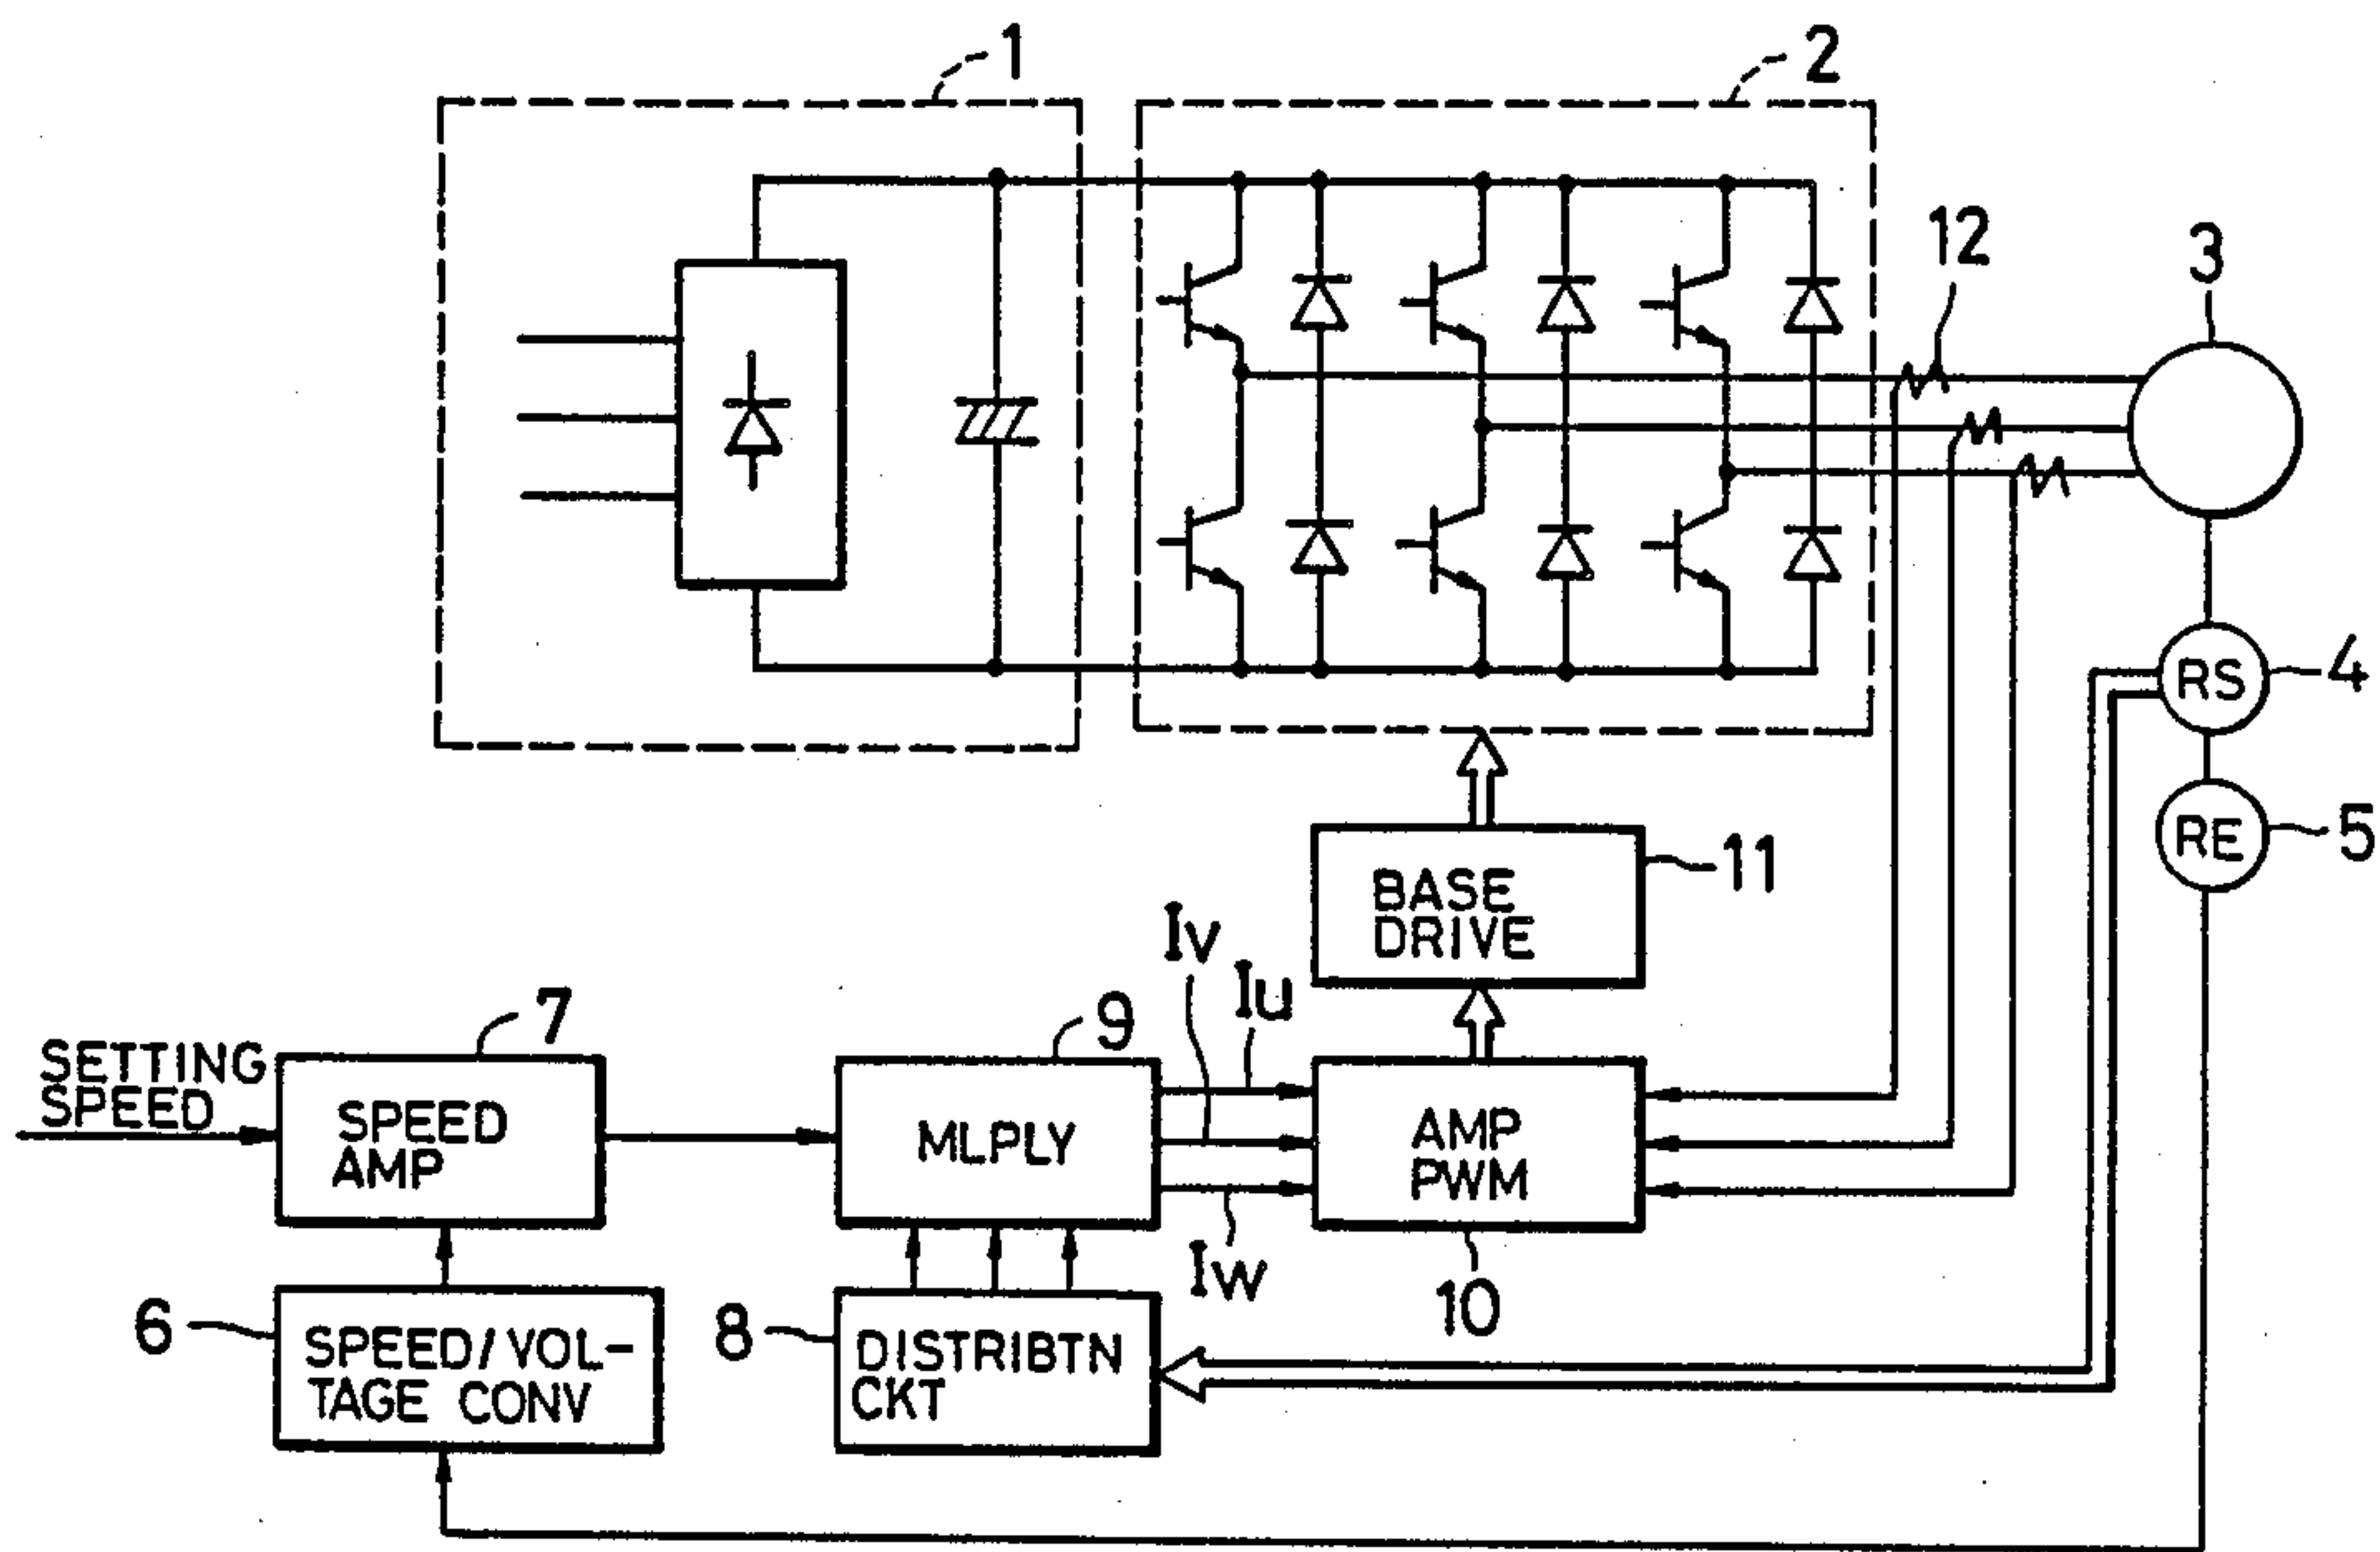 1
2
12
3
RS
4
RE
5
BASE
DRIVE
11
Iv
Iu
7
9
SETTING
SPEED
SPEED
AMP
MLPLY
AMP
PWM
Iw
10
6
SPEED/VOL-
TAGE CONV
8
DISTRIBTN
CKT